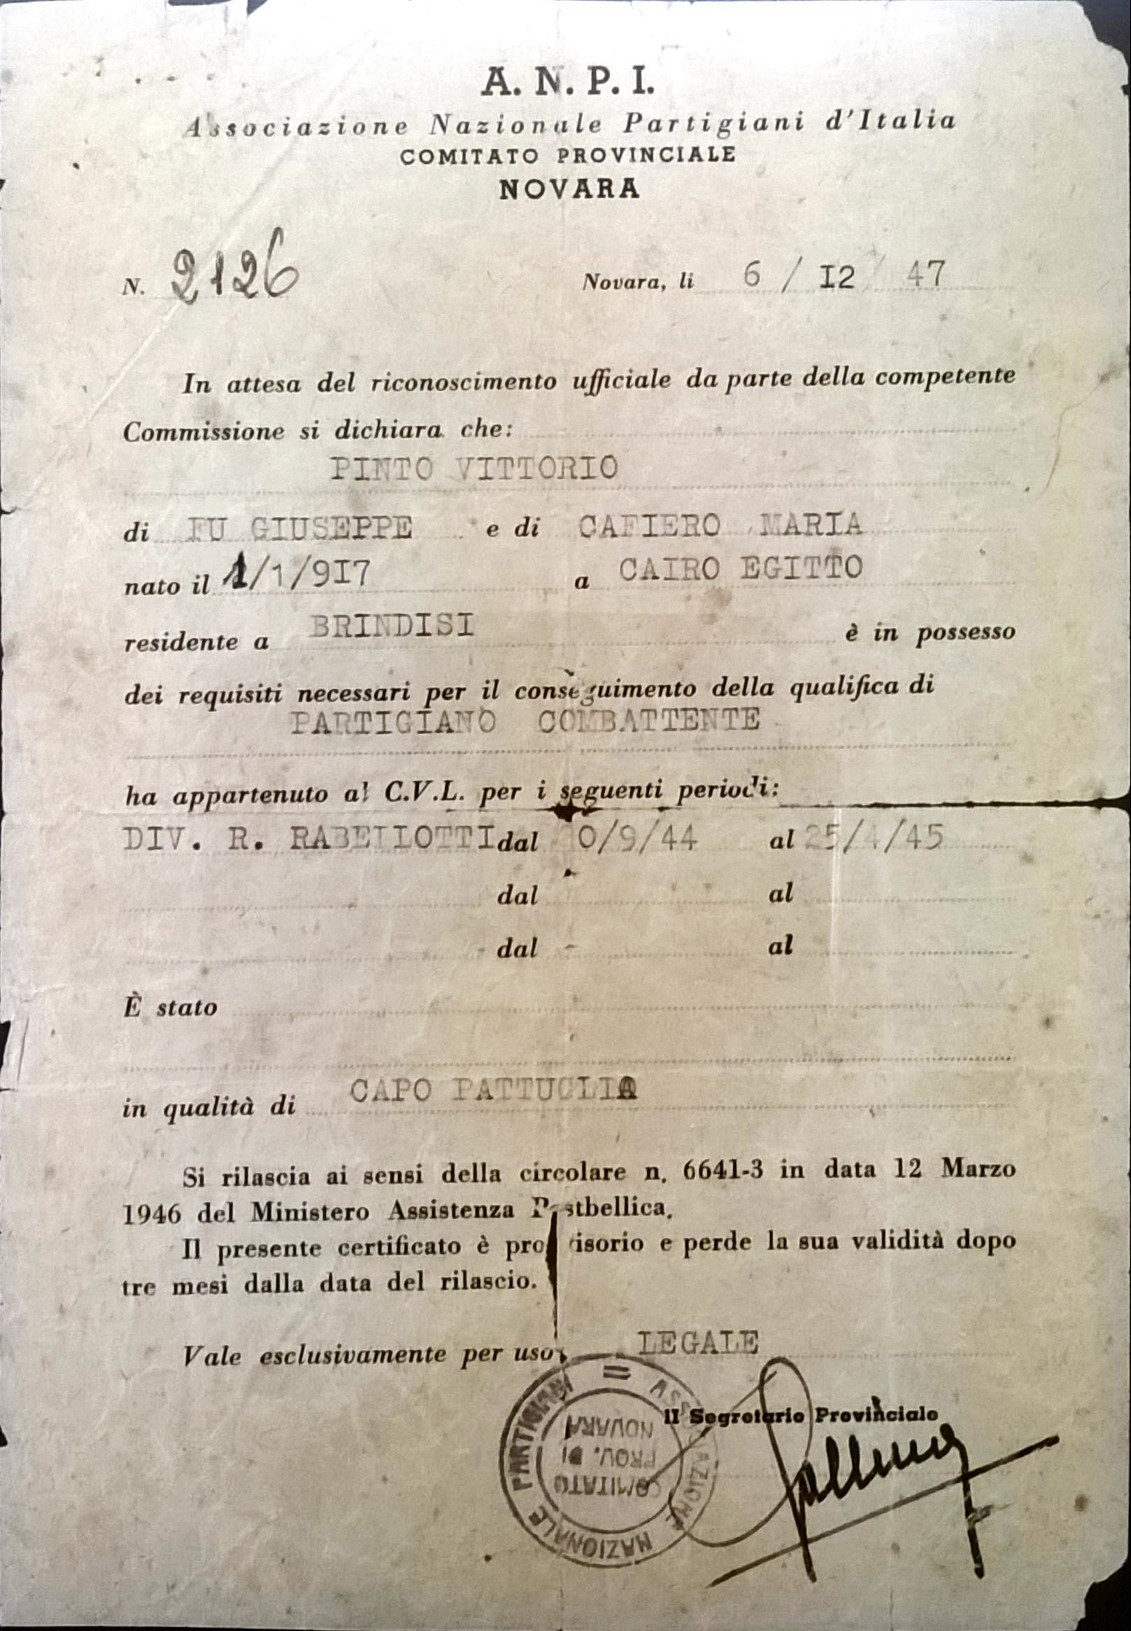 A. N. P. I.
Associazione Nazionale Partigiani d'Italia
COMITATO PROVINCIALE
NOVARA
N. 2126 Novara, li 6 / I2 / 47
In attesa del riconoscimento ufficiale da parte della competente
Commissione si dichiara che:
PINTO VITTORIO
di FU GIUSEPPE e di CAFIERO MARIA
nato il 1/1/9I7 a CAIRO EGITTO
residente a BRINDISI è in possesso
dei requisiti necessari per il conseguimento della qualifica di
PARTIGIANO COMBATTENTE
ha appartenuto al C.V.L. per i seguenti periodi:
DIV. R. RABELLOTTI dal 0/9/44 al 25/4/45
dal al
dal al
È stato
in qualità di CAPO PATTUGLIA
Si rilascia ai sensi della circolare n. 6641-3 in data 12 Marzo
1946 del Ministero Assistenza Postbellica.
Il presente certificato è provvisorio e perde la sua validità dopo
tre mesi dalla data del rilascio.
Vale esclusivamente per uso LEGALE
Il Segretario Provinciale
ASSOCIAZIONE NAZIONALE PARTIGIANI
COMITATO
PROV. DI
NOVARA